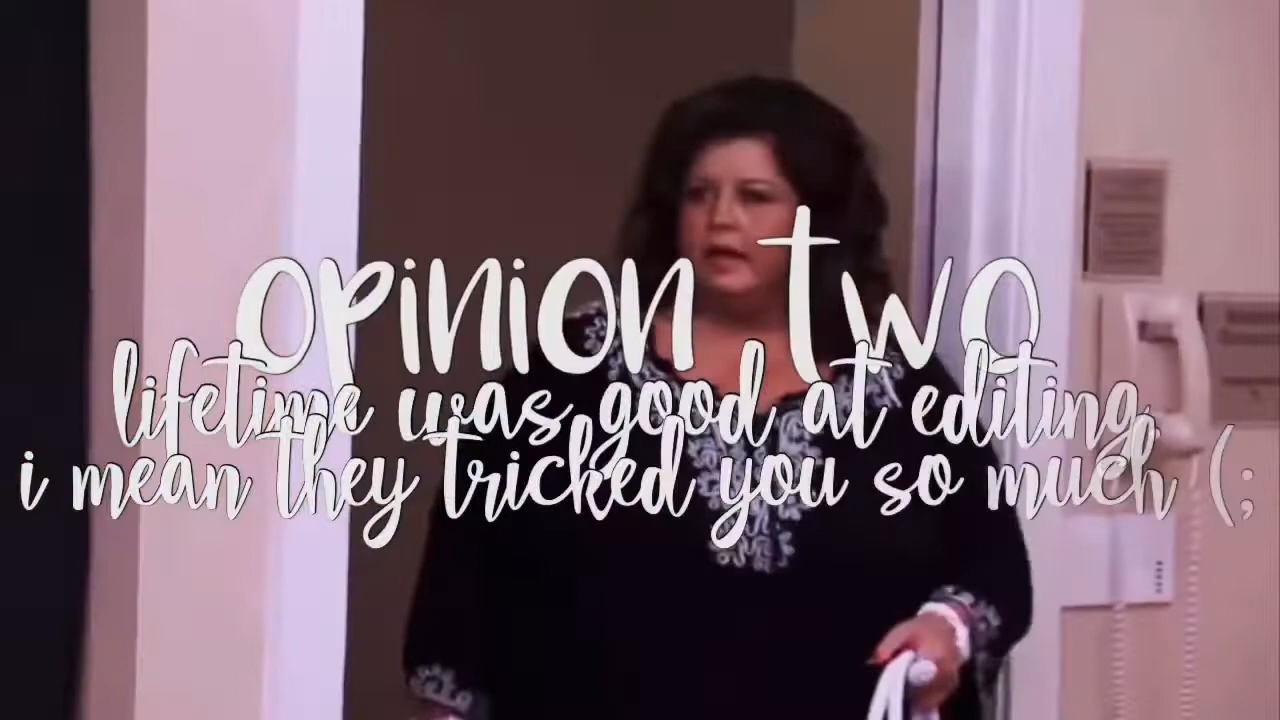 opinion two
lifetime was good at editing,
i mean they tricked you so much (;